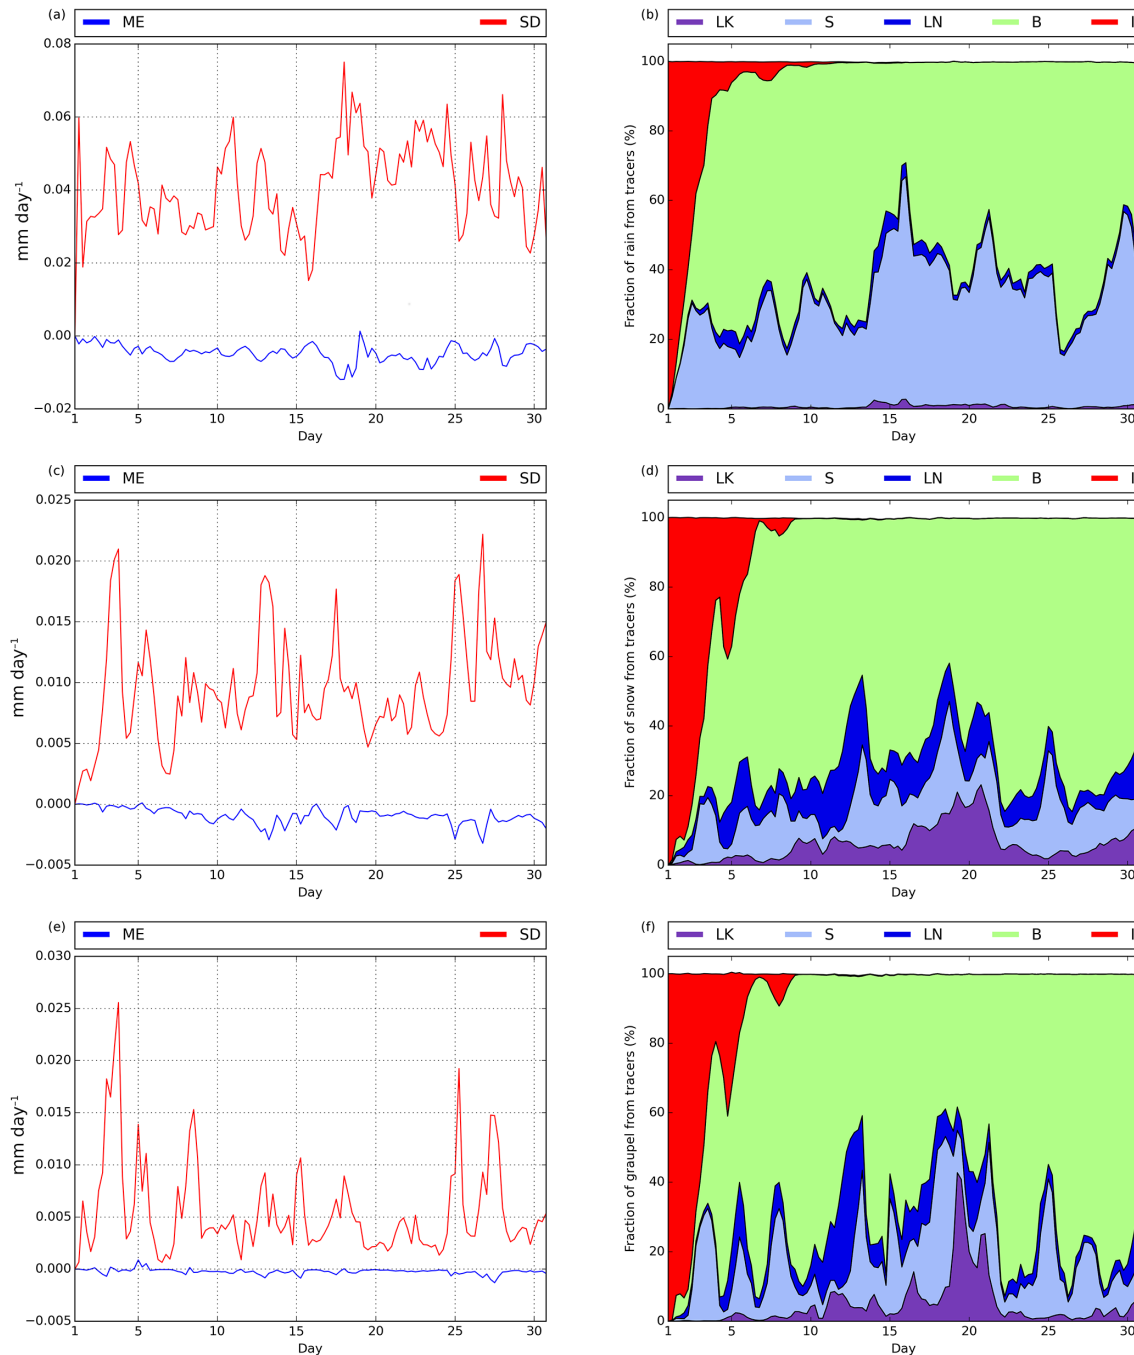 (a) ME SD
0.08
0.06
0.04
0.02
0.00
−0.02
mm day⁻¹
1 5 10 15 20 25 30
Day
(b) LK S LN B I
100
80
60
40
20
0
Fraction of rain from tracers (%)
1 5 10 15 20 25 30
Day
(c) ME SD
0.025
0.020
0.015
0.010
0.005
0.000
−0.005
mm day⁻¹
1 5 10 15 20 25 30
Day
(d) LK S LN B I
100
80
60
40
20
0
Fraction of snow from tracers (%)
1 5 10 15 20 25 30
Day
(e) ME SD
0.030
0.025
0.020
0.015
0.010
0.005
0.000
−0.005
mm day⁻¹
1 5 10 15 20 25 30
Day
(f) LK S LN B I
100
80
60
40
20
0
Fraction of graupel from tracers (%)
1 5 10 15 20 25 30
Day